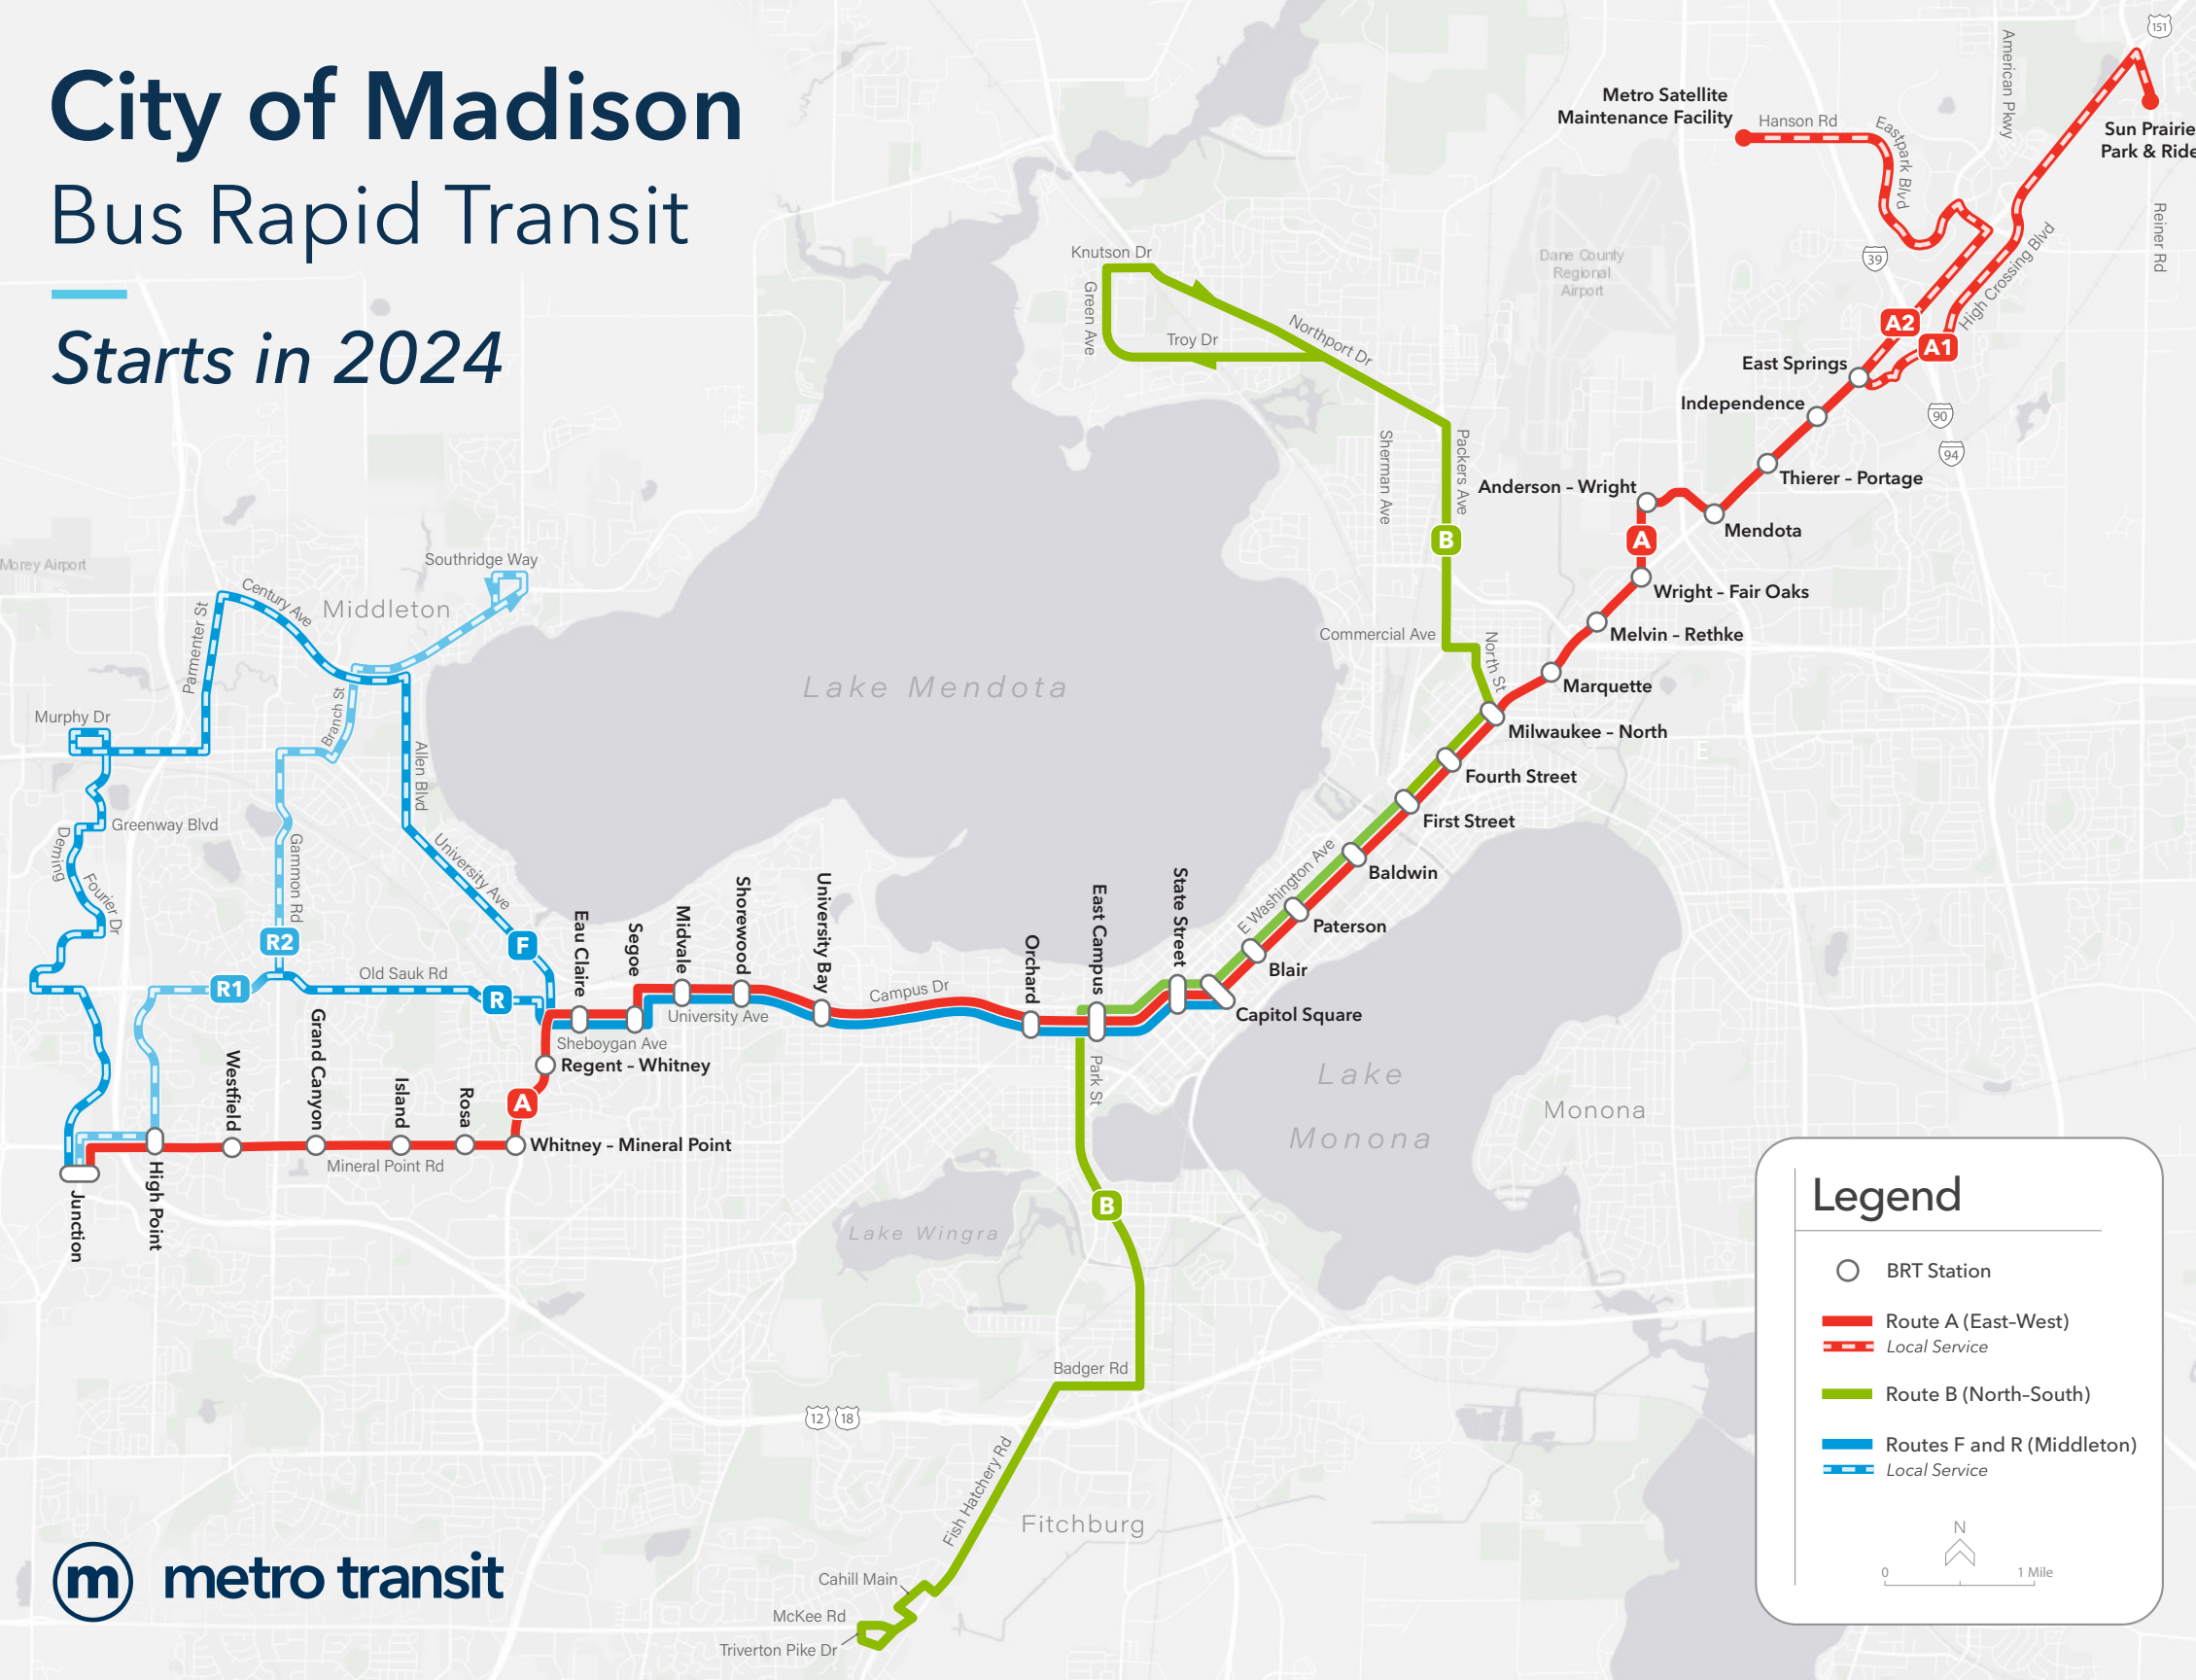 City of Madison
Bus Rapid Transit
Starts in 2024
151
American Pkwy
Metro Satellite
Maintenance Facility
Hanson Rd
Eastpark Blvd
Sun Prairie
Park & Ride
Reiner Rd
39
High Crossing Blvd
Dane County
Regional
Airport
Knutson Dr
Green Ave
Troy Dr
Northport Dr
A2
A1
East Springs
Independence
90
94
Thierer – Portage
Anderson – Wright
Mendota
Sherman Ave
Packers Ave
B
A
Wright – Fair Oaks
Melvin – Rethke
Commercial Ave
North St
Marquette
Milwaukee – North
E
Fourth Street
First Street
Baldwin
E Washington Ave
Paterson
Blair
Capitol Square
Morey Airport
Southridge Way
Century Ave
Middleton
Parmenter St
Lake Mendota
Murphy Dr
Branch St
Allen Blvd
Greenway Blvd
Deming
Fourier Dr
Gammon Rd
University Ave
R2
F
Old Sauk Rd
R1
R
Eau Claire
Segoe
Midvale
Shorewood
University Bay
Campus Dr
Orchard
East Campus
State Street
University Ave
Sheboygan Ave
Regent – Whitney
Park St
Lake
Monona
Monona
A
Westfield
Grand Canyon
Island
Rosa
Whitney – Mineral Point
Mineral Point Rd
Junction
High Point
B
Lake Wingra
Badger Rd
12
18
Fish Hatchery Rd
Fitchburg
Cahill Main
McKee Rd
Triverton Pike Dr
Legend
BRT Station
Route A (East–West)
Local Service
Route B (North–South)
Routes F and R (Middleton)
Local Service
N
0
1 Mile
m metro transit